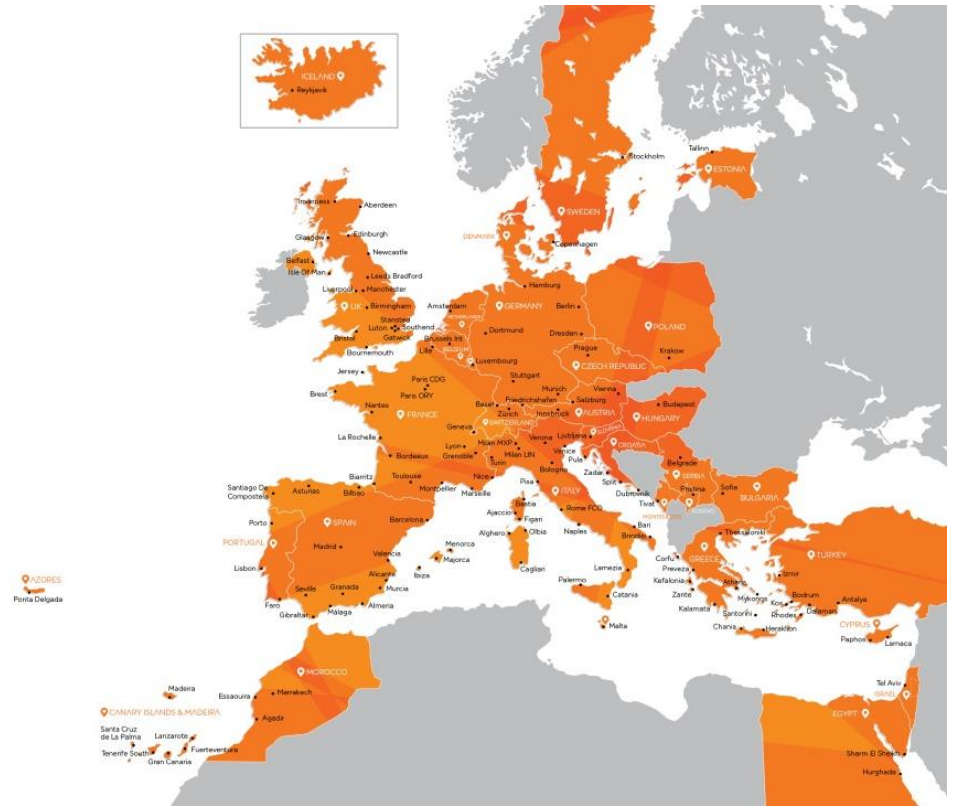 ICELAND
Reykjavik
Stockholm
Tallinn
ESTONIA
SWEDEN
DENMARK
Copenhagen
Inverness
Aberdeen
Glasgow
Edinburgh
Newcastle
Belfast
Isle Of Man
Leeds Bradford
Liverpool
Manchester
UK
Birmingham
Stansted
Luton
Southend
Gatwick
Bristol
Bournemouth
Hamburg
Amsterdam
NETHERLANDS
GERMANY
Berlin
POLAND
Dortmund
Dresden
Brussels Int.
BELGIUM
Lille
Luxembourg
Prague
Krakow
CZECH REPUBLIC
Jersey
Brest
Paris CDG
Paris ORY
Stuttgart
Munich
Vienna
Nantes
FRANCE
Basel
Friedrichshafen
Salzburg
Zürich
Innsbruck
AUSTRIA
Budapest
HUNGARY
SWITZERLAND
Geneva
La Rochelle
Lyon
Grenoble
Milan MXP
Milan LIN
Verona
Ljubljana
SLOVENIA
CROATIA
Venice
Turin
Pula
Bordeaux
Bologna
Zadar
Belgrade
SERBIA
Biarritz
Toulouse
Nice
Pisa
Split
Montpellier
Marseille
ITALY
Dubrovnik
Pristina
Sofia
BULGARIA
Santiago De
Compostela
Asturias
Bilbao
Tivat
MONTENEGRO
KOSOVO
Bastia
Ajaccio
Figari
Rome FCO
Porto
SPAIN
Barcelona
Alghero
Olbia
Naples
Bari
Brindisi
Thessaloniki
PORTUGAL
Madrid
Menorca
Majorca
Valencia
Ibiza
Corfu
GREECE
TURKEY
Preveza
Lisbon
Alicante
Cagliari
Lamezia
Kefalonia
Athens
Izmir
AZORES
Ponta Delgada
Seville
Granada
Murcia
Palermo
Catania
Zante
Mykonos
Kos
Bodrum
Antalya
Faro
Málaga
Almeria
Kalamata
Santorini
Rhodes
Dalaman
Gibraltar
Malta
Chania
Heraklion
CYPRUS
Paphos
Larnaca
MOROCCO
Madeira
Essaouira
Marrakech
Tel Aviv
ISRAEL
CANARY ISLANDS & MADEIRA
Agadir
EGYPT
Santa Cruz
de La Palma
Lanzarote
Tenerife South
Gran Canaria
Fuerteventura
Sharm El Sheikh
Hurghada